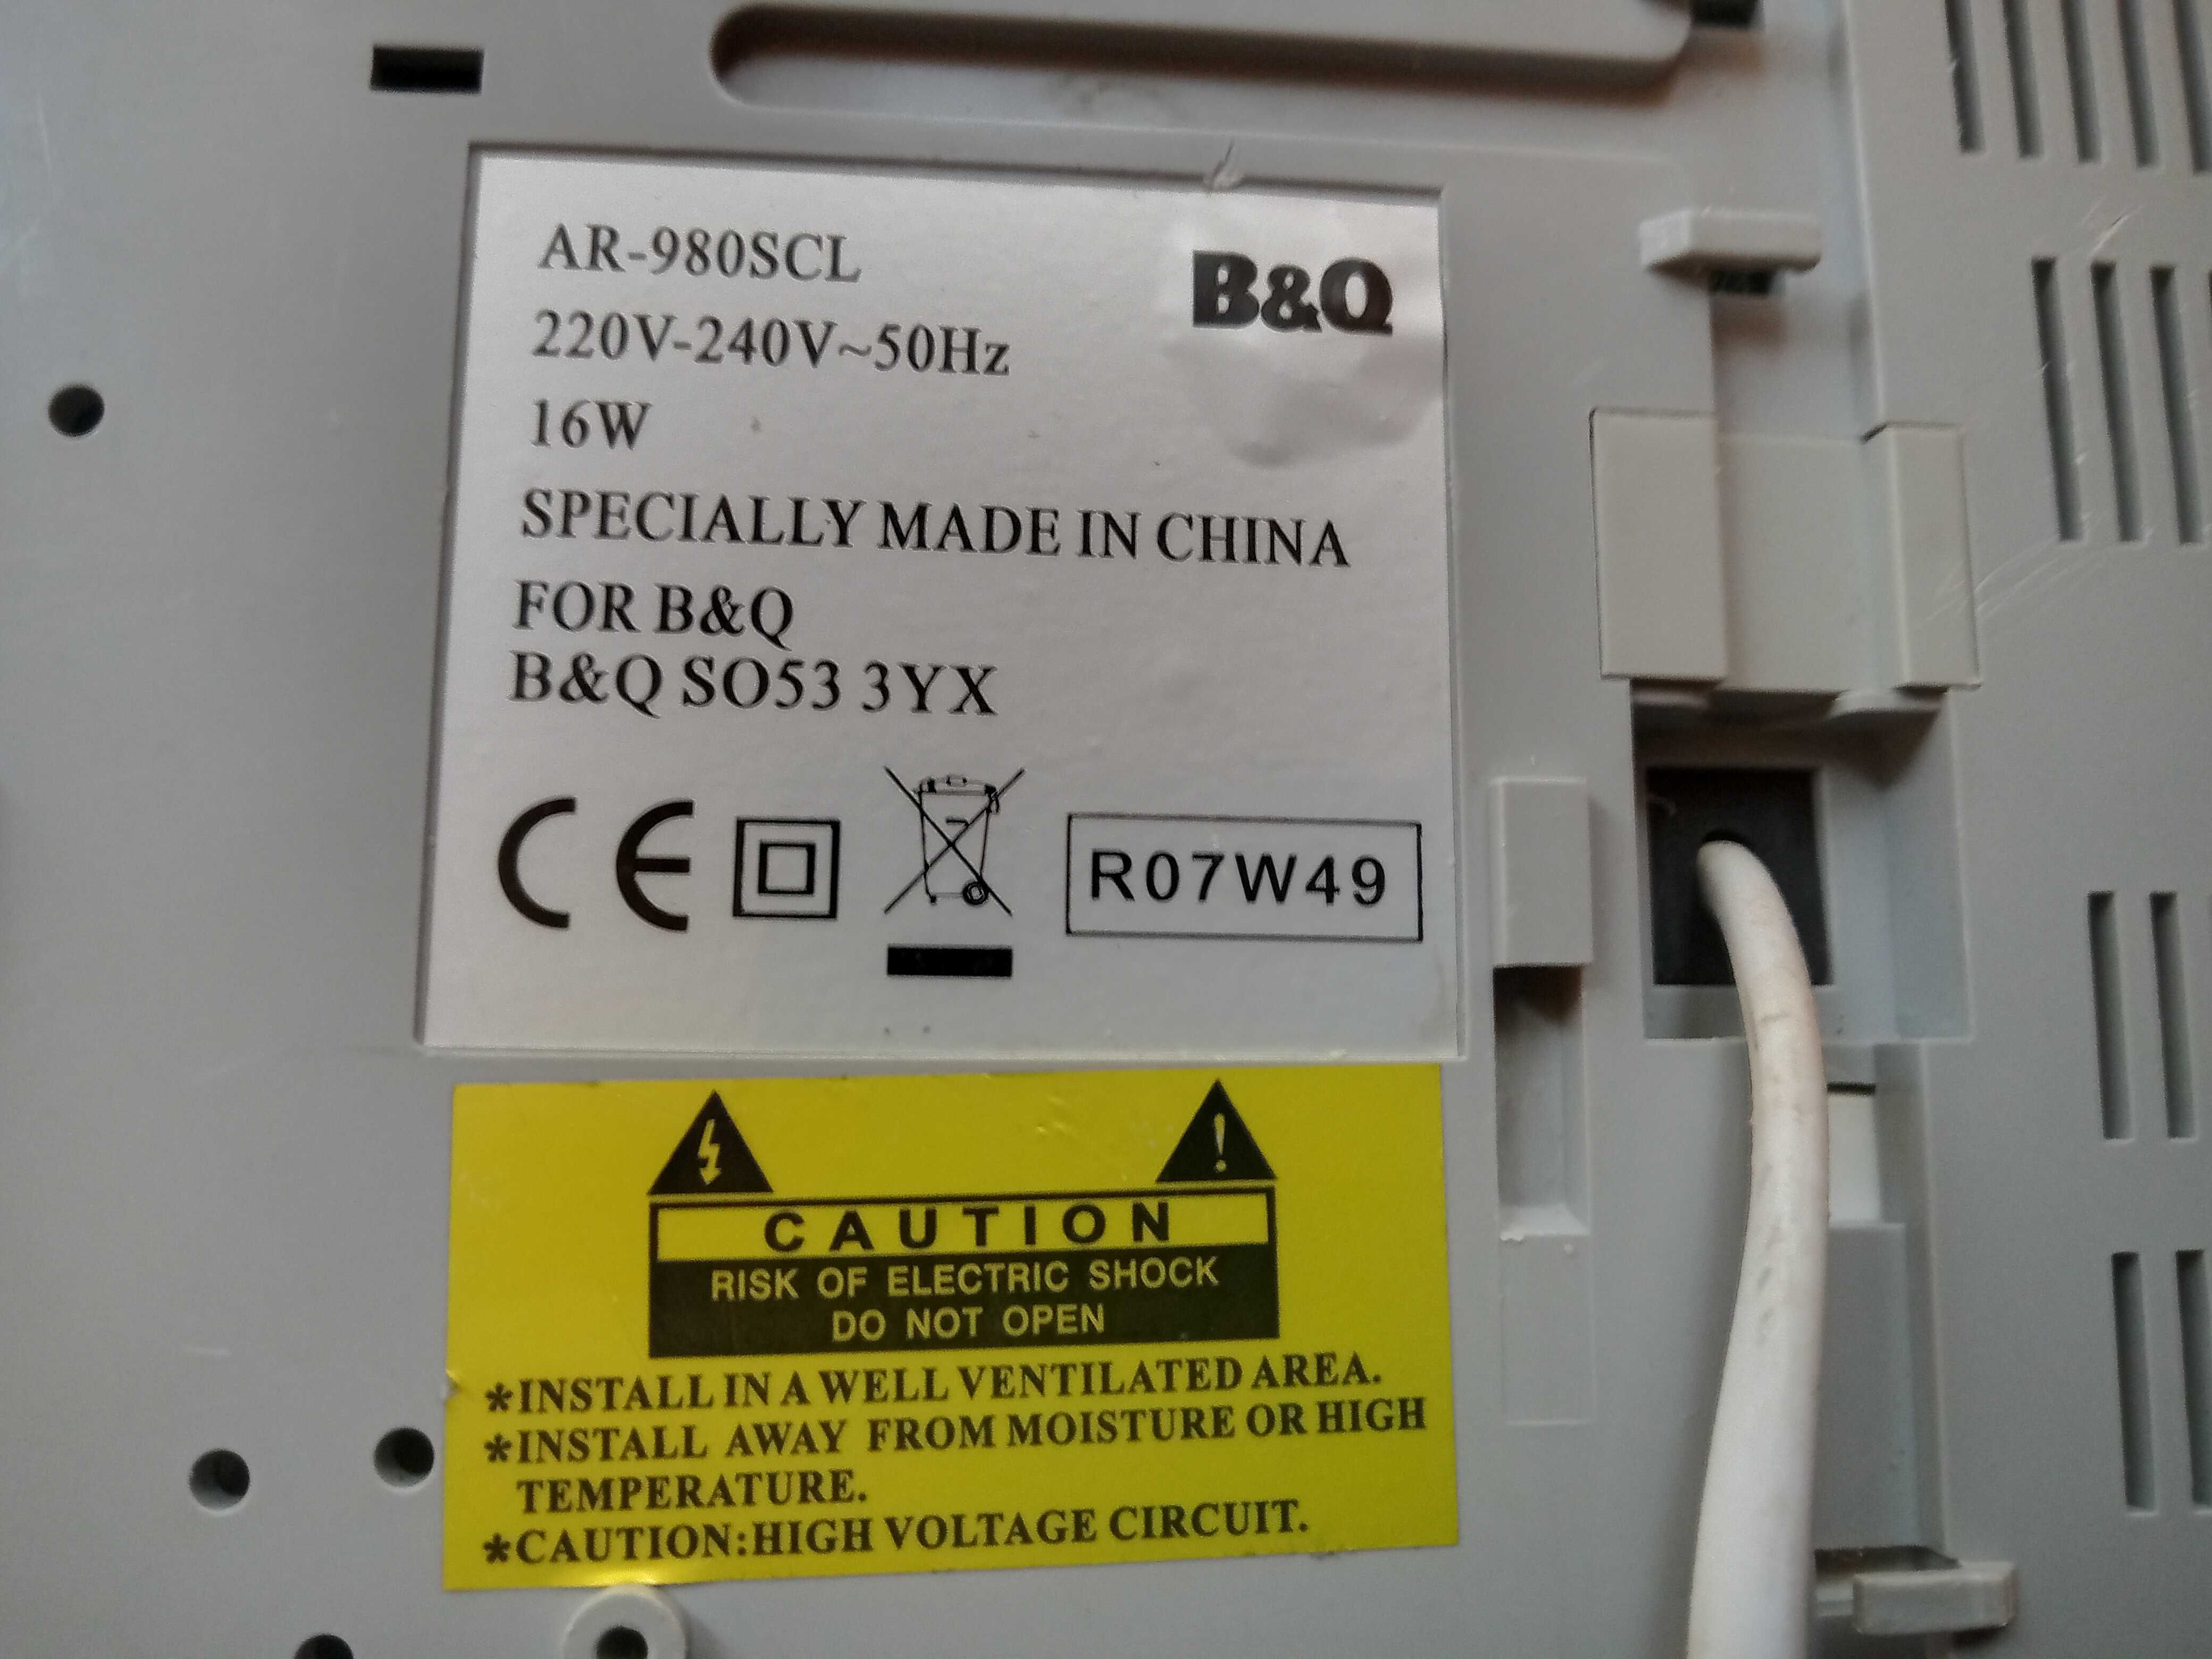 AR-980SCL
B&Q
220V-240V~50Hz
16W
SPECIALLY MADE IN CHINA
FOR B&Q
B&Q SO53 3YX
CE
R07W49
CAUTION
RISK OF ELECTRIC SHOCK
DO NOT OPEN
*INSTALL IN A WELL VENTILATED AREA.
*INSTALL AWAY FROM MOISTURE OR HIGH
TEMPERATURE.
*CAUTION:HIGH VOLTAGE CIRCUIT.